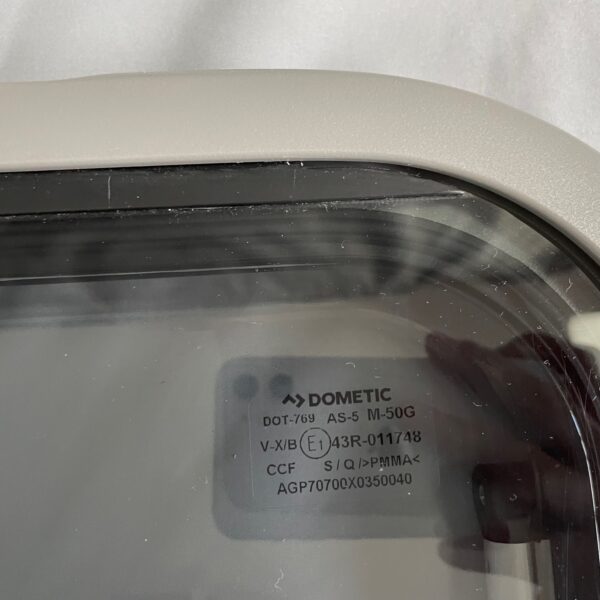 DOMETIC
DOT-769 AS-5 M-50G
V-X/B E1 43R-011748
CCF S/Q/>PMMA<
AGP70700X0350040